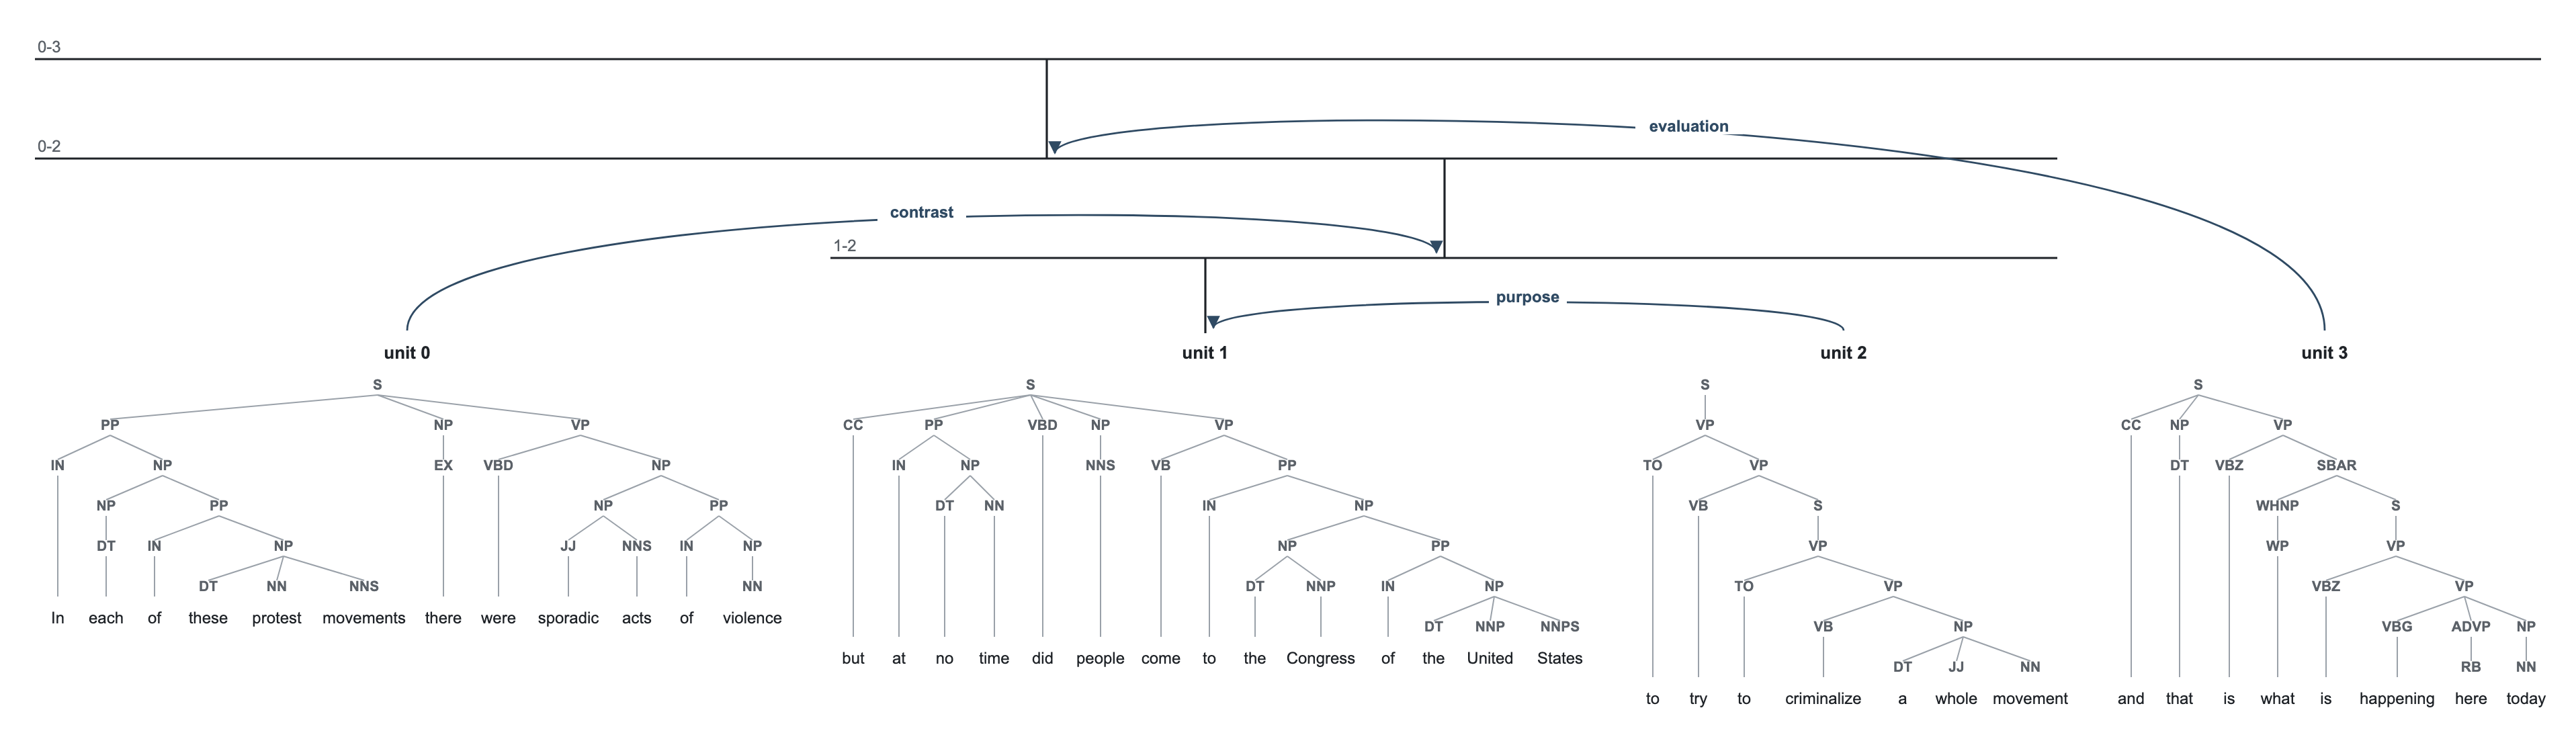 0-3
evaluation
0-2
contrast
1-2
purpose
unit 0 unit 1 unit 2 unit 3
S S S S
PP NP VP CC PP VBD NP VP VP CC NP VP
IN NP EX VBD NP IN NP NNS VB PP TO VP DT VBZ SBAR
NP PP NP PP DT NN IN NP VB S WHNP S
DT IN NP JJ NNS IN NP NP PP VP WP VP
DT NN NNS NN DT NNP IN NP TO VP VBZ VP
In each of these protest movements there were sporadic acts of violence
DT NNP NNPS VB NP VBG ADVP NP
but at no time did people come to the Congress of the United States
DT JJ NN RB NN
to try to criminalize a whole movement and that is what is happening here today